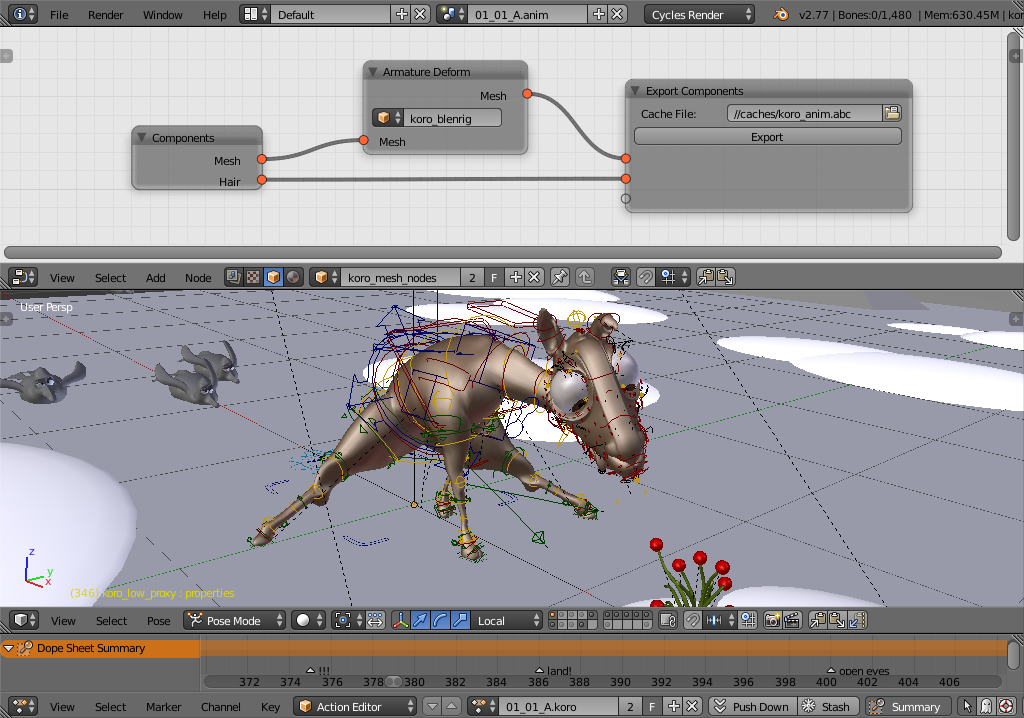 File Render Window Help Default 01_01_A.anim Cycles Render v2.77 | Bones:0/1,480 | Mem:630.45M | kor
Armature Deform
Mesh
koro_blenrig
Mesh
Components
Mesh
Hair
Export Components
Cache File: //caches/koro_anim.abc
Export
View Select Add Node koro_mesh_nodes 2 F
User Persp
z
y
x
(346) koro_low_proxy : properties
View Select Pose Pose Mode Local
Dope Sheet Summary
!!! land! open eyes
372 374 376 378 380 382 384 386 388 390 392 394 396 398 400 402 404 406
View Select Marker Channel Key Action Editor 01_01_A.koro 2 F Push Down Stash Summary